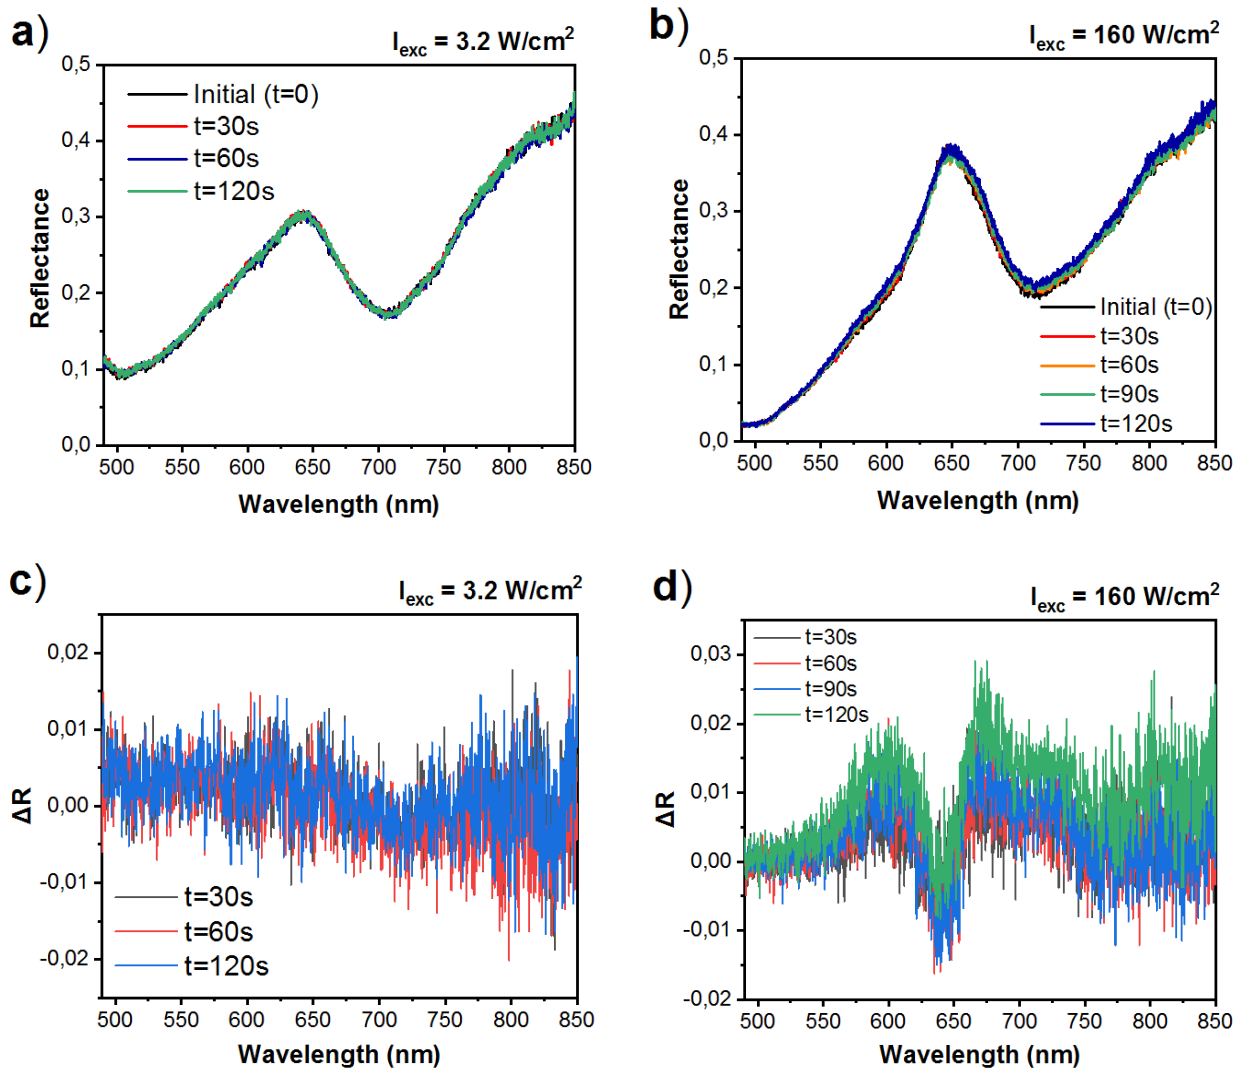 a)
I_exc = 3.2 W/cm²
0,5
0,4
0,3
0,2
0,1
0,0
Reflectance
Initial (t=0)
t=30s
t=60s
t=120s
500 550 600 650 700 750 800 850
Wavelength (nm)
b)
I_exc = 160 W/cm²
0,5
0,4
0,3
0,2
0,1
0,0
Reflectance
Initial (t=0)
t=30s
t=60s
t=90s
t=120s
500 550 600 650 700 750 800 850
Wavelength (nm)
c)
I_exc = 3.2 W/cm²
0,02
0,01
0,00
-0,01
-0,02
ΔR
t=30s
t=60s
t=120s
500 550 600 650 700 750 800 850
Wavelength (nm)
d)
I_exc = 160 W/cm²
0,03
0,02
0,01
0,00
-0,01
-0,02
ΔR
t=30s
t=60s
t=90s
t=120s
500 550 600 650 700 750 800 850
Wavelength (nm)